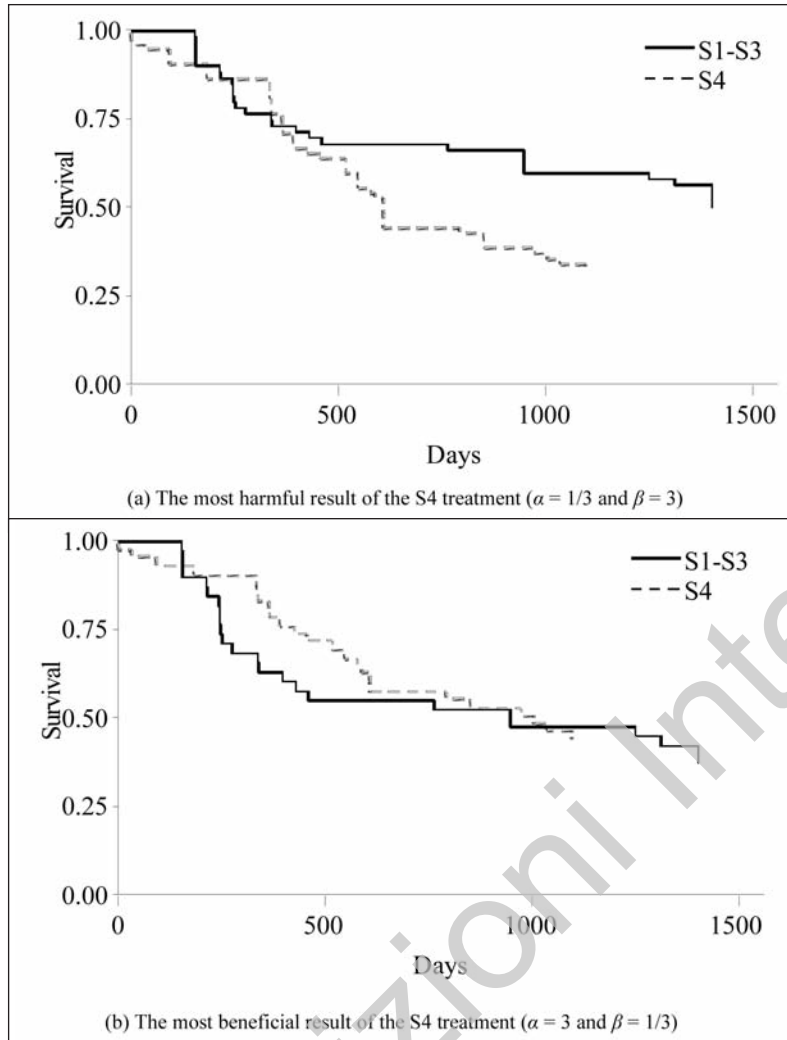 1.00
S1-S3
S4
0.75
Survival
0.50
0.25
0.00
0 500 1000 1500
Days
(a) The most harmful result of the S4 treatment (α = 1/3 and β = 3)
1.00
S1-S3
S4
0.75
Survival
0.50
0.25
0.00
0 500 1000 1500
Days
(b) The most beneficial result of the S4 treatment (α = 3 and β = 1/3)